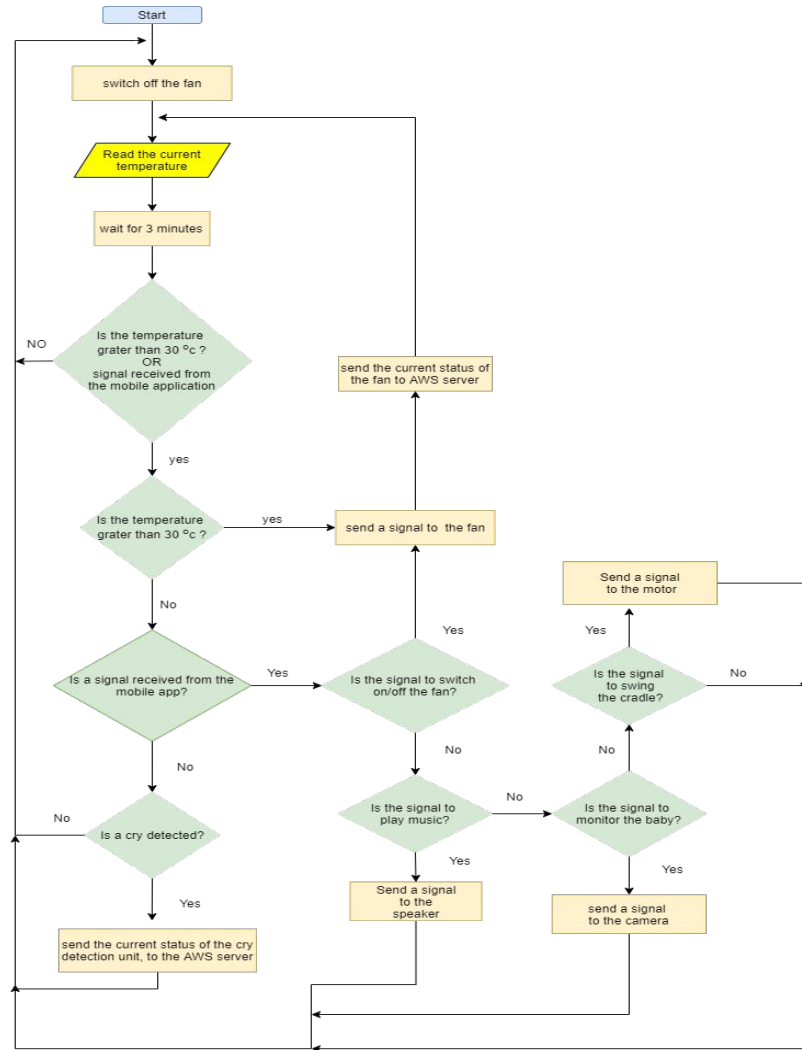 Start
switch off the fan
Read the current
temperature
wait for 3 minutes
NO
Is the temperature
grater than 30 °c ?
OR
signal received from
the mobile application
send the current status of
the fan to AWS server
yes
Is the temperature
grater than 30 °c ?
yes
send a signal to the fan
No
Send a signal
to the motor
Yes
Yes
Is a signal received from the
mobile app?
Yes
Is the signal to switch
on/off the fan?
Is the signal
to swing
the cradle?
No
No
No
No
Is a cry detected?
No
Is the signal to
play music?
No
Is the signal to
monitor the baby?
Yes
Yes
Yes
Send a signal
to the
speaker
send a signal
to the camera
send the current status of the cry
detection unit, to the AWS server